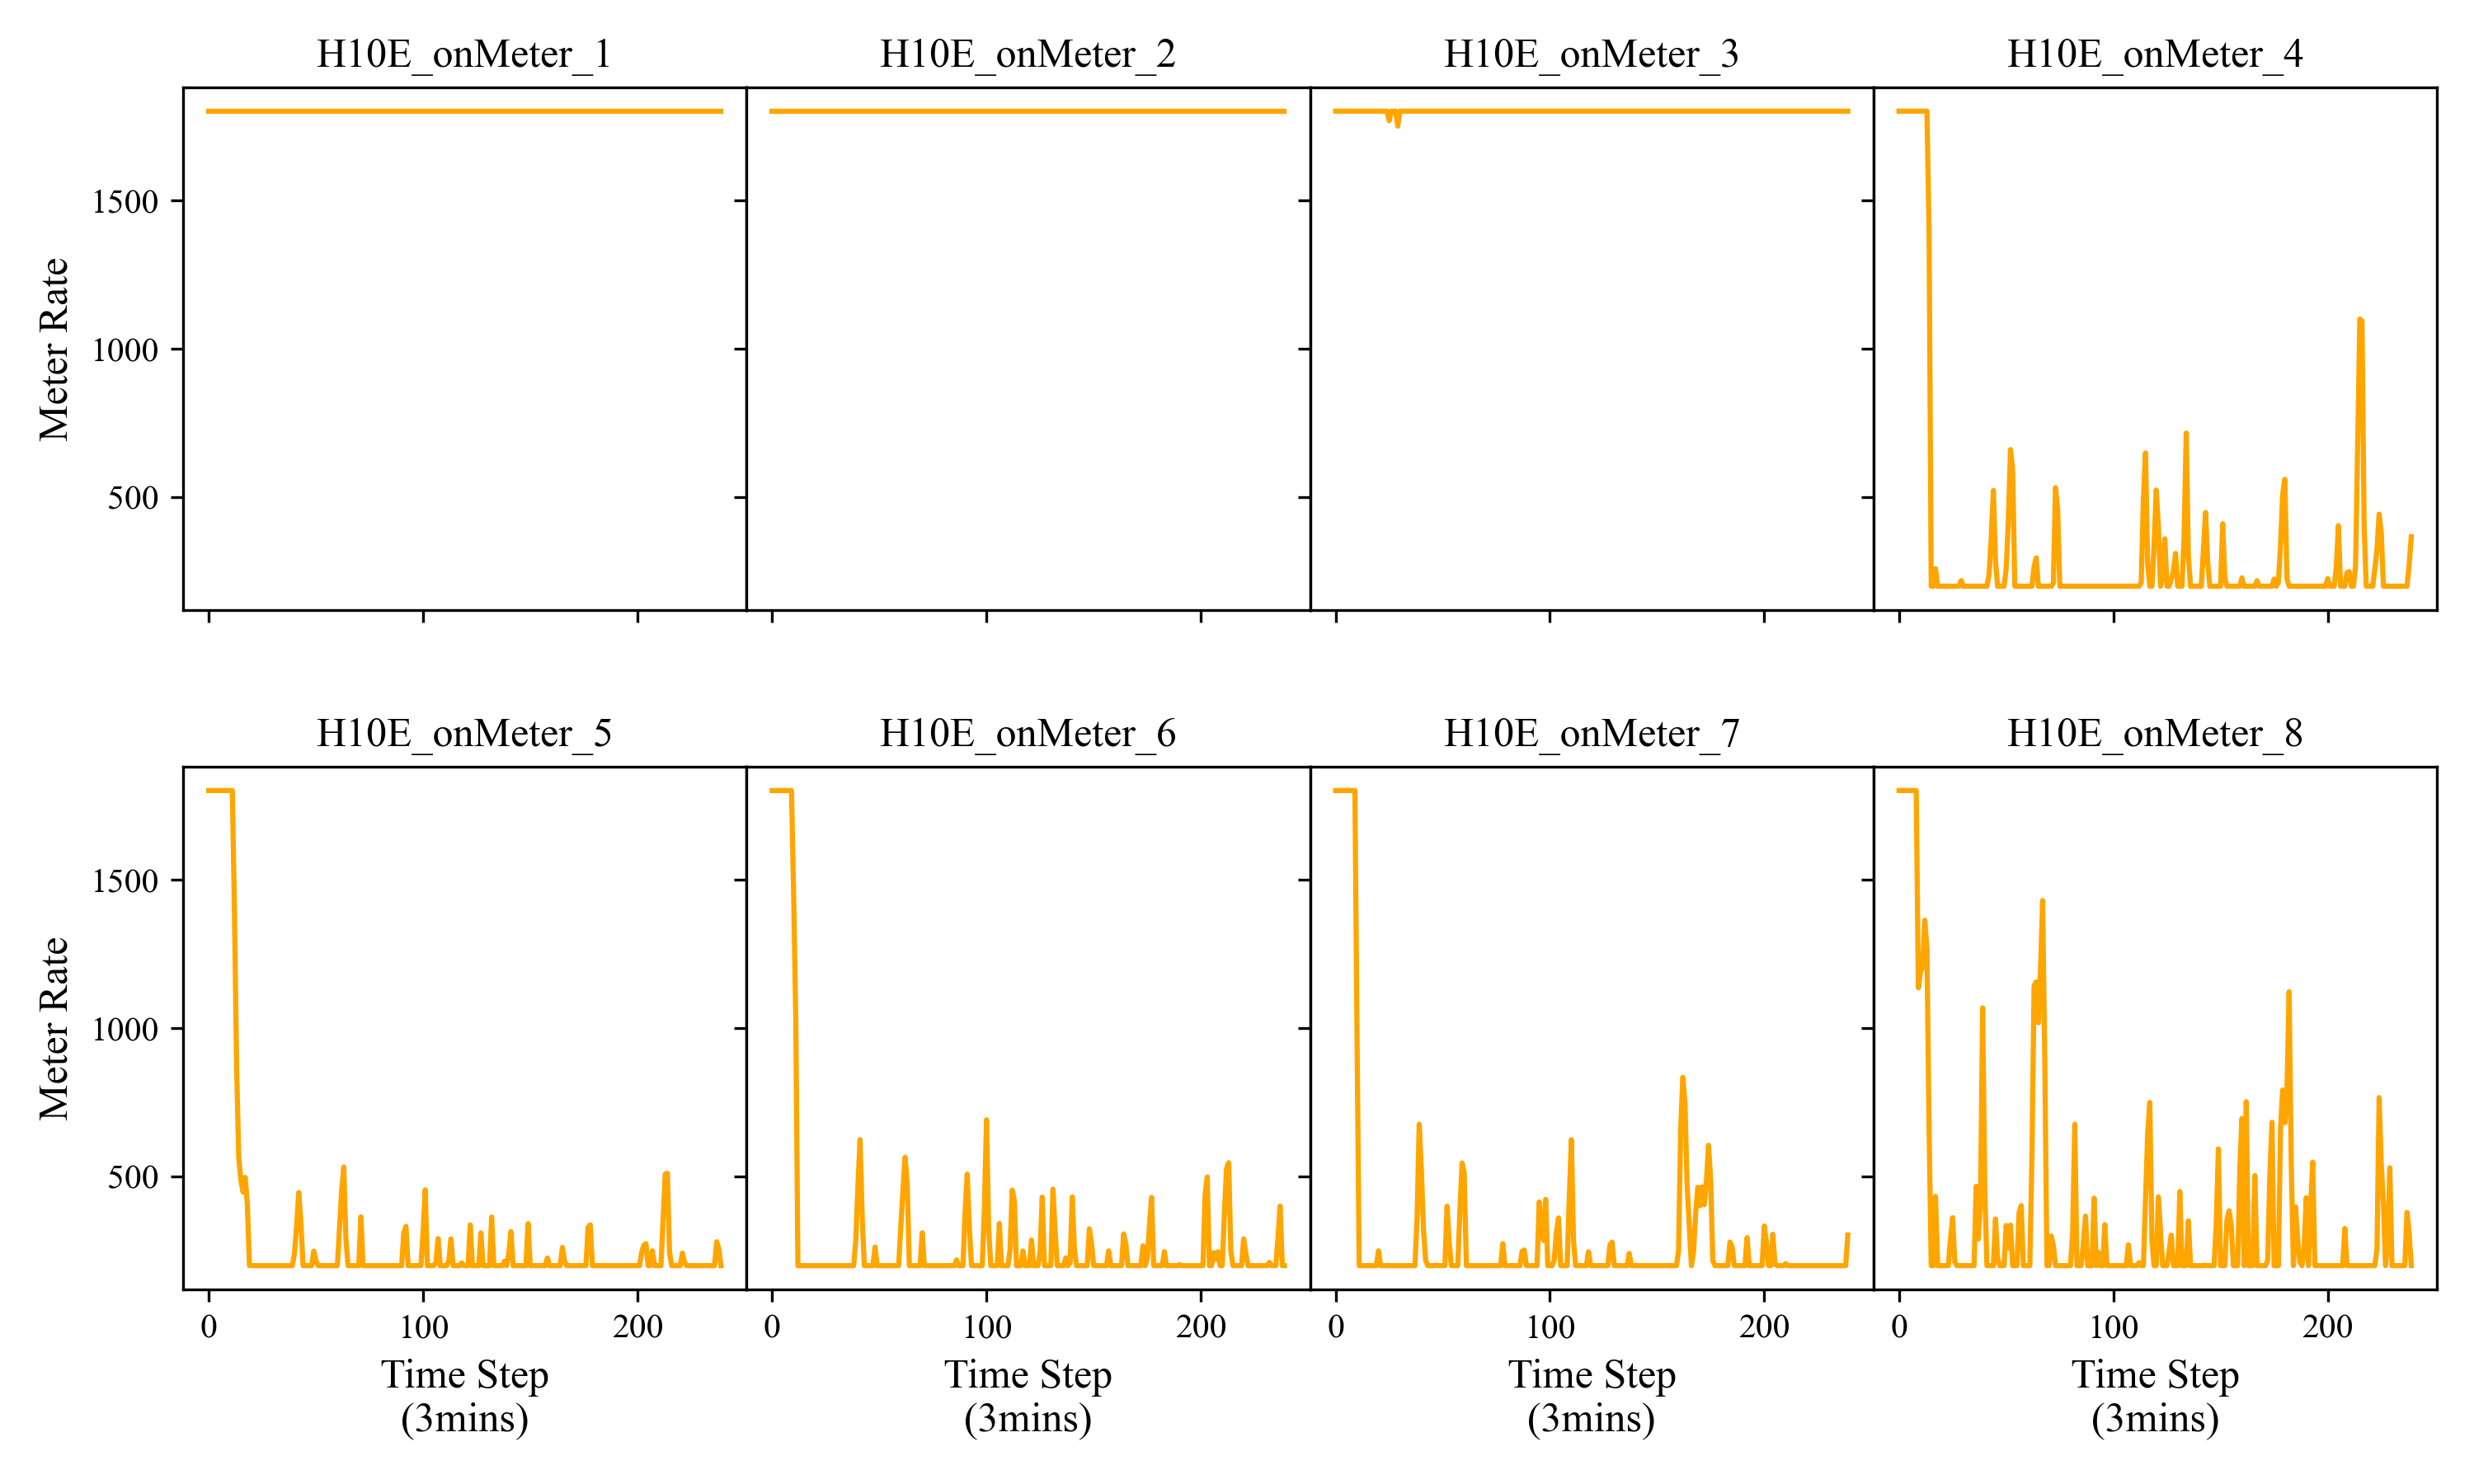 H10E_onMeter_1 H10E_onMeter_2 H10E_onMeter_3 H10E_onMeter_4
1500
1000
500
Meter Rate
H10E_onMeter_5 H10E_onMeter_6 H10E_onMeter_7 H10E_onMeter_8
1500
1000
500
Meter Rate
0 100 200 0 100 200 0 100 200 0 100 200
Time Step Time Step Time Step Time Step
(3mins) (3mins) (3mins) (3mins)